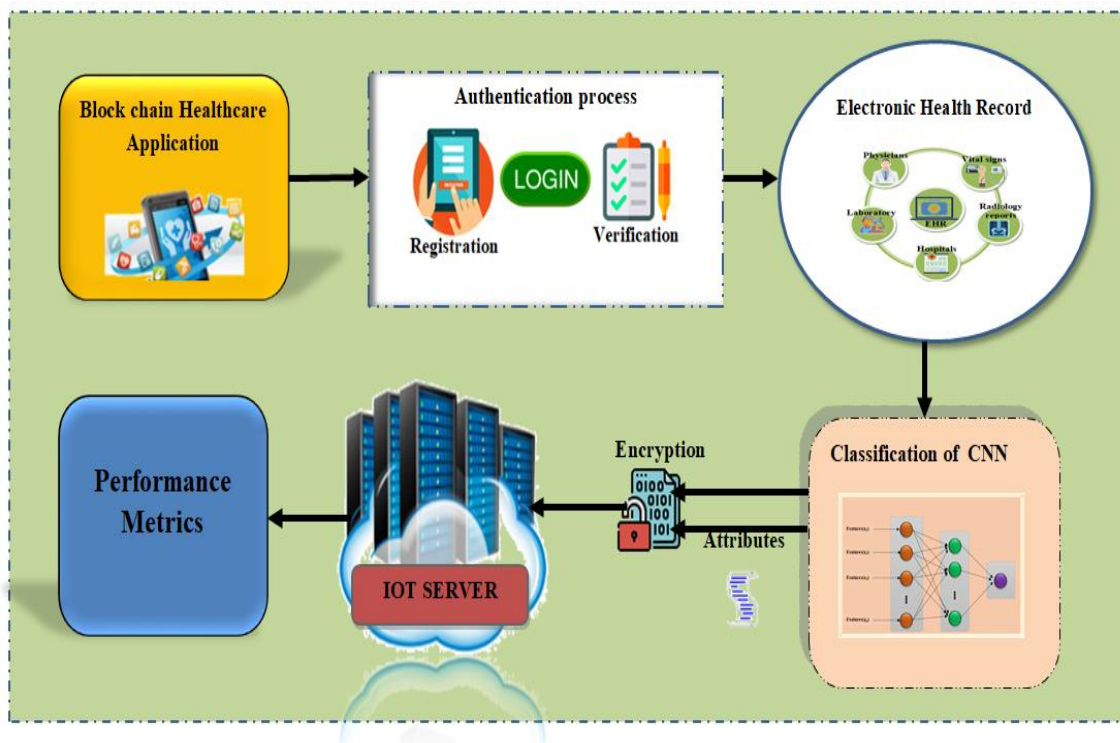 Block chain Healthcare
Application
Authentication process
LOGIN
Registration
Verification
Electronic Health Record
Physicians
Vital signs
Laboratory
EHR
Radiology
reports
Hospitals
Classification of CNN
Encryption
Attributes
IOT SERVER
Performance
Metrics